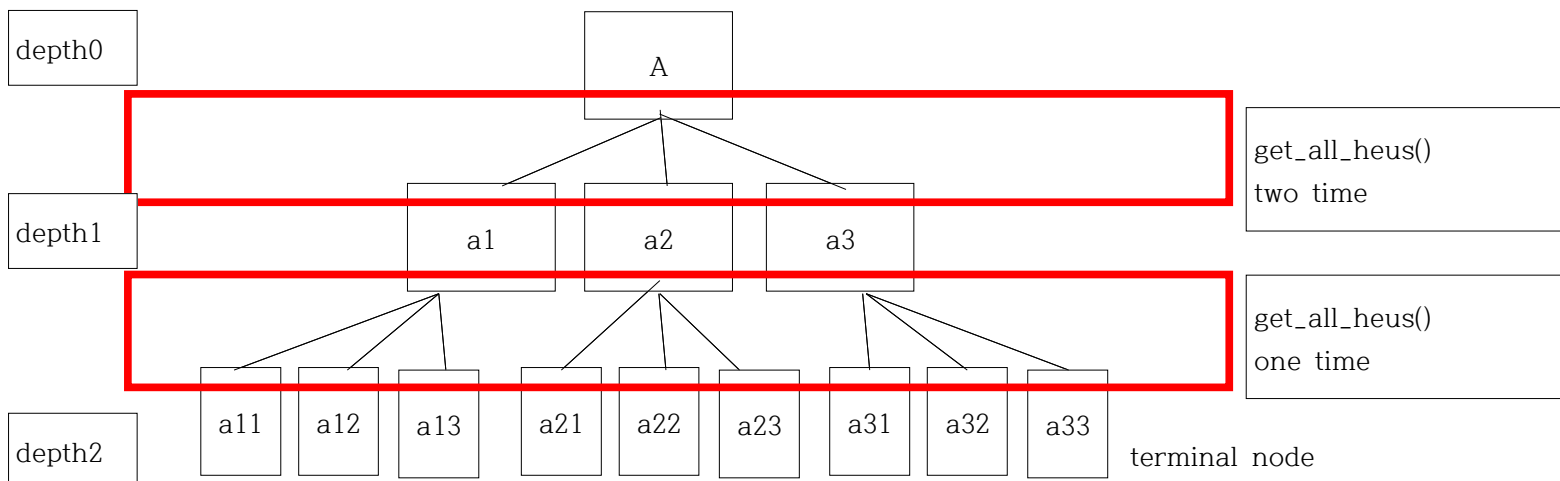 depth0
A
get_all_heus()
two time
depth1
a1
a2
a3
get_all_heus()
one time
a11
a12
a13
a21
a22
a23
a31
a32
a33
depth2
terminal node